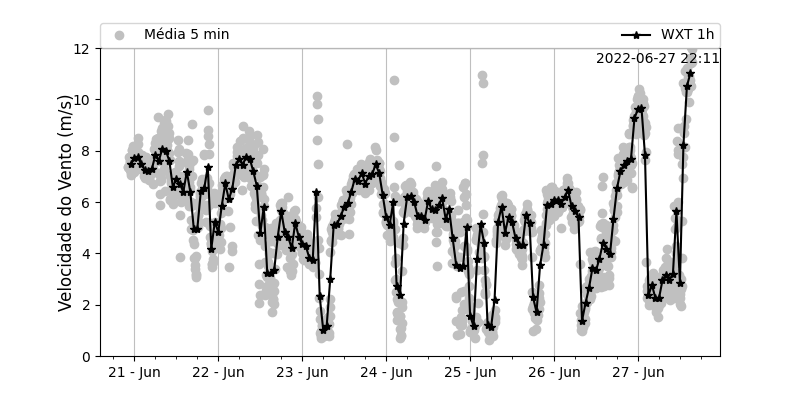 Média 5 min
WXT 1h
2022-06-27 22:11
Velocidade do Vento (m/s)
12
10
8
6
4
2
0
21 - Jun
22 - Jun
23 - Jun
24 - Jun
25 - Jun
26 - Jun
27 - Jun